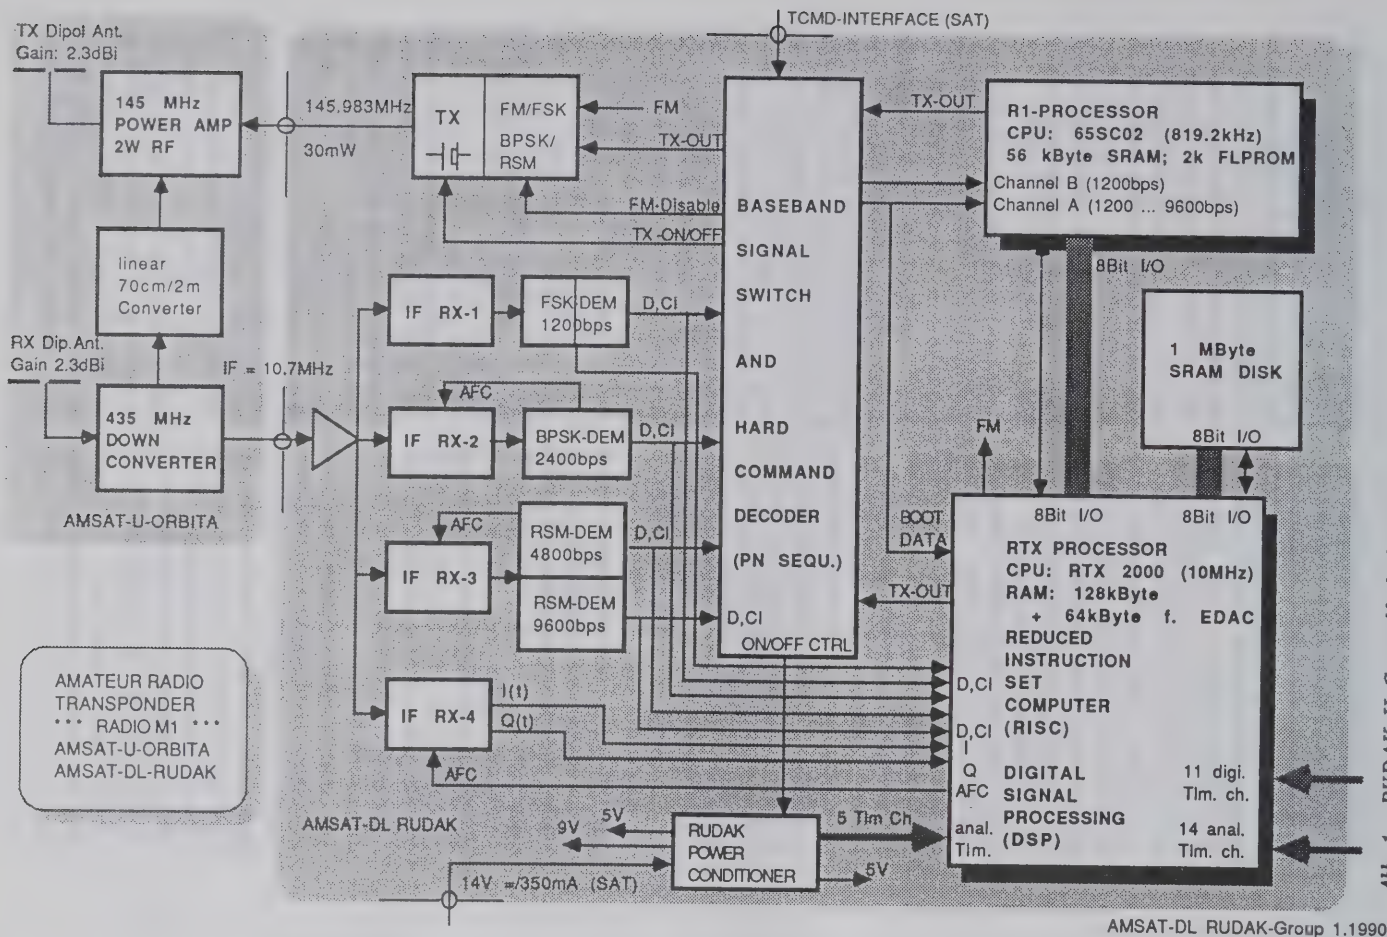 TCMD-INTERFACE (SAT)
TX Dipol Ant.
Gain: 2.3dBi
145 MHz
POWER AMP
2W RF
145.983MHz
30mW
TX
FM/FSK
BPSK/
RSM
FM
TX-OUT
FM-Disable
TX-ON/OFF
TX-OUT
R1-PROCESSOR
CPU: 65SC02 (819.2kHz)
56 kByte SRAM; 2k FLPROM
Channel B (1200bps)
Channel A (1200 ... 9600bps)
8Bit I/O
linear
70cm/2m
Converter
RX Dip.Ant.
Gain 2.3dBi
IF = 10.7MHz
435 MHz
DOWN
CONVERTER
AMSAT-U-ORBITA
IF RX-1
FSK-DEM
1200bps
D,Cl
AFC
IF RX-2
BPSK-DEM
2400bps
D,Cl
AFC
IF RX-3
RSM-DEM
4800bps
D,Cl
RSM-DEM
9600bps
D,Cl
IF RX-4
I(t)
Q(t)
AFC
BASEBAND
SIGNAL
SWITCH
AND
HARD
COMMAND
DECODER
(PN SEQU.)
ON/OFF CTRL
1 MByte
SRAM DISK
8Bit I/O
FM
BOOT
DATA
TX-OUT
8Bit I/O
8Bit I/O
RTX PROCESSOR
CPU: RTX 2000 (10MHz)
RAM: 128kByte
+ 64kByte f. EDAC
REDUCED
INSTRUCTION
D,Cl SET
COMPUTER
D,Cl (RISC)
I
Q DIGITAL
AFC SIGNAL
PROCESSING
anal. (DSP)
Tlm.
11 digi.
Tlm. ch.
14 anal.
Tlm. ch.
AMATEUR RADIO
TRANSPONDER
*** RADIO M1 ***
AMSAT-U-ORBITA
AMSAT-DL-RUDAK
AMSAT-DL RUDAK
9V
5V
14V =/350mA (SAT)
RUDAK
POWER
CONDITIONER
5 Tlm Ch.
5V
AMSAT-DL RUDAK-Group 1.1990